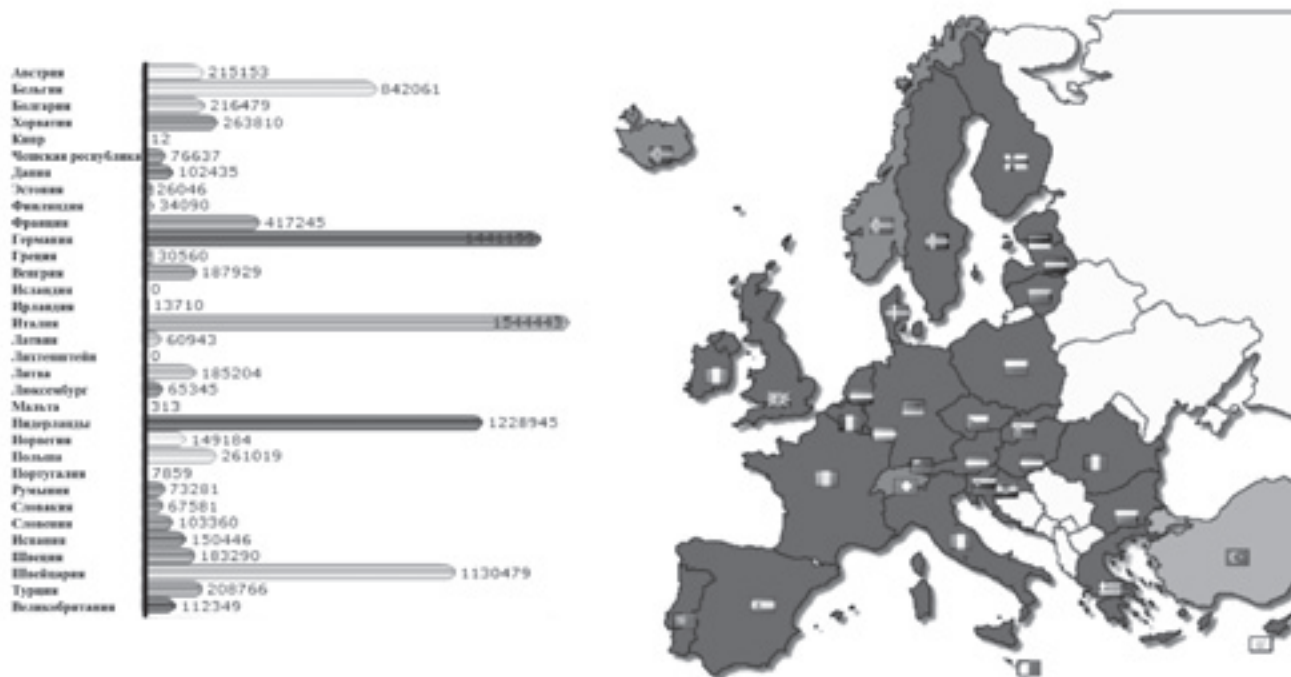 Австрия 215153
Бельгия 842061
Болгария 216479
Хорватия 263810
Кипр 12
Чешская республика 76637
Дания 102435
Эстония 26046
Финляндия 34090
Франция 417245
Германия 1441155
Греция 30560
Венгрия 187929
Исландия 0
Ирландия 13710
Италия 1544443
Латвия 60943
Лихтенштейн 0
Литва 185204
Люксембург 65345
Мальта 313
Нидерланды 1228945
Норвегия 149184
Польша 261019
Португалия 7859
Румыния 73281
Словакия 67581
Словения 103360
Испания 150446
Швеция 183290
Швейцария 1130479
Турция 208766
Великобритания 112349